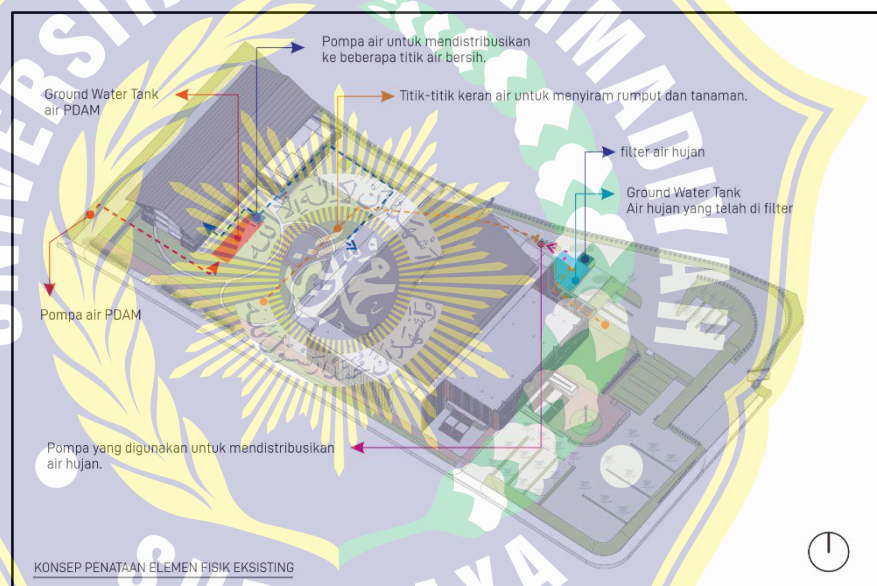 Pompa air untuk mendistribusikan
ke beberapa titik air bersih.
Ground Water Tank
air PDAM
Titik-titik keran air untuk menyiram rumput dan tanaman.
filter air hujan
Ground Water Tank
Air hujan yang telah di filter
Pompa air PDAM
Pompa yang digunakan untuk mendistribusikan
air hujan.
KONSEP PENATAAN ELEMEN FISIK EKSISTING